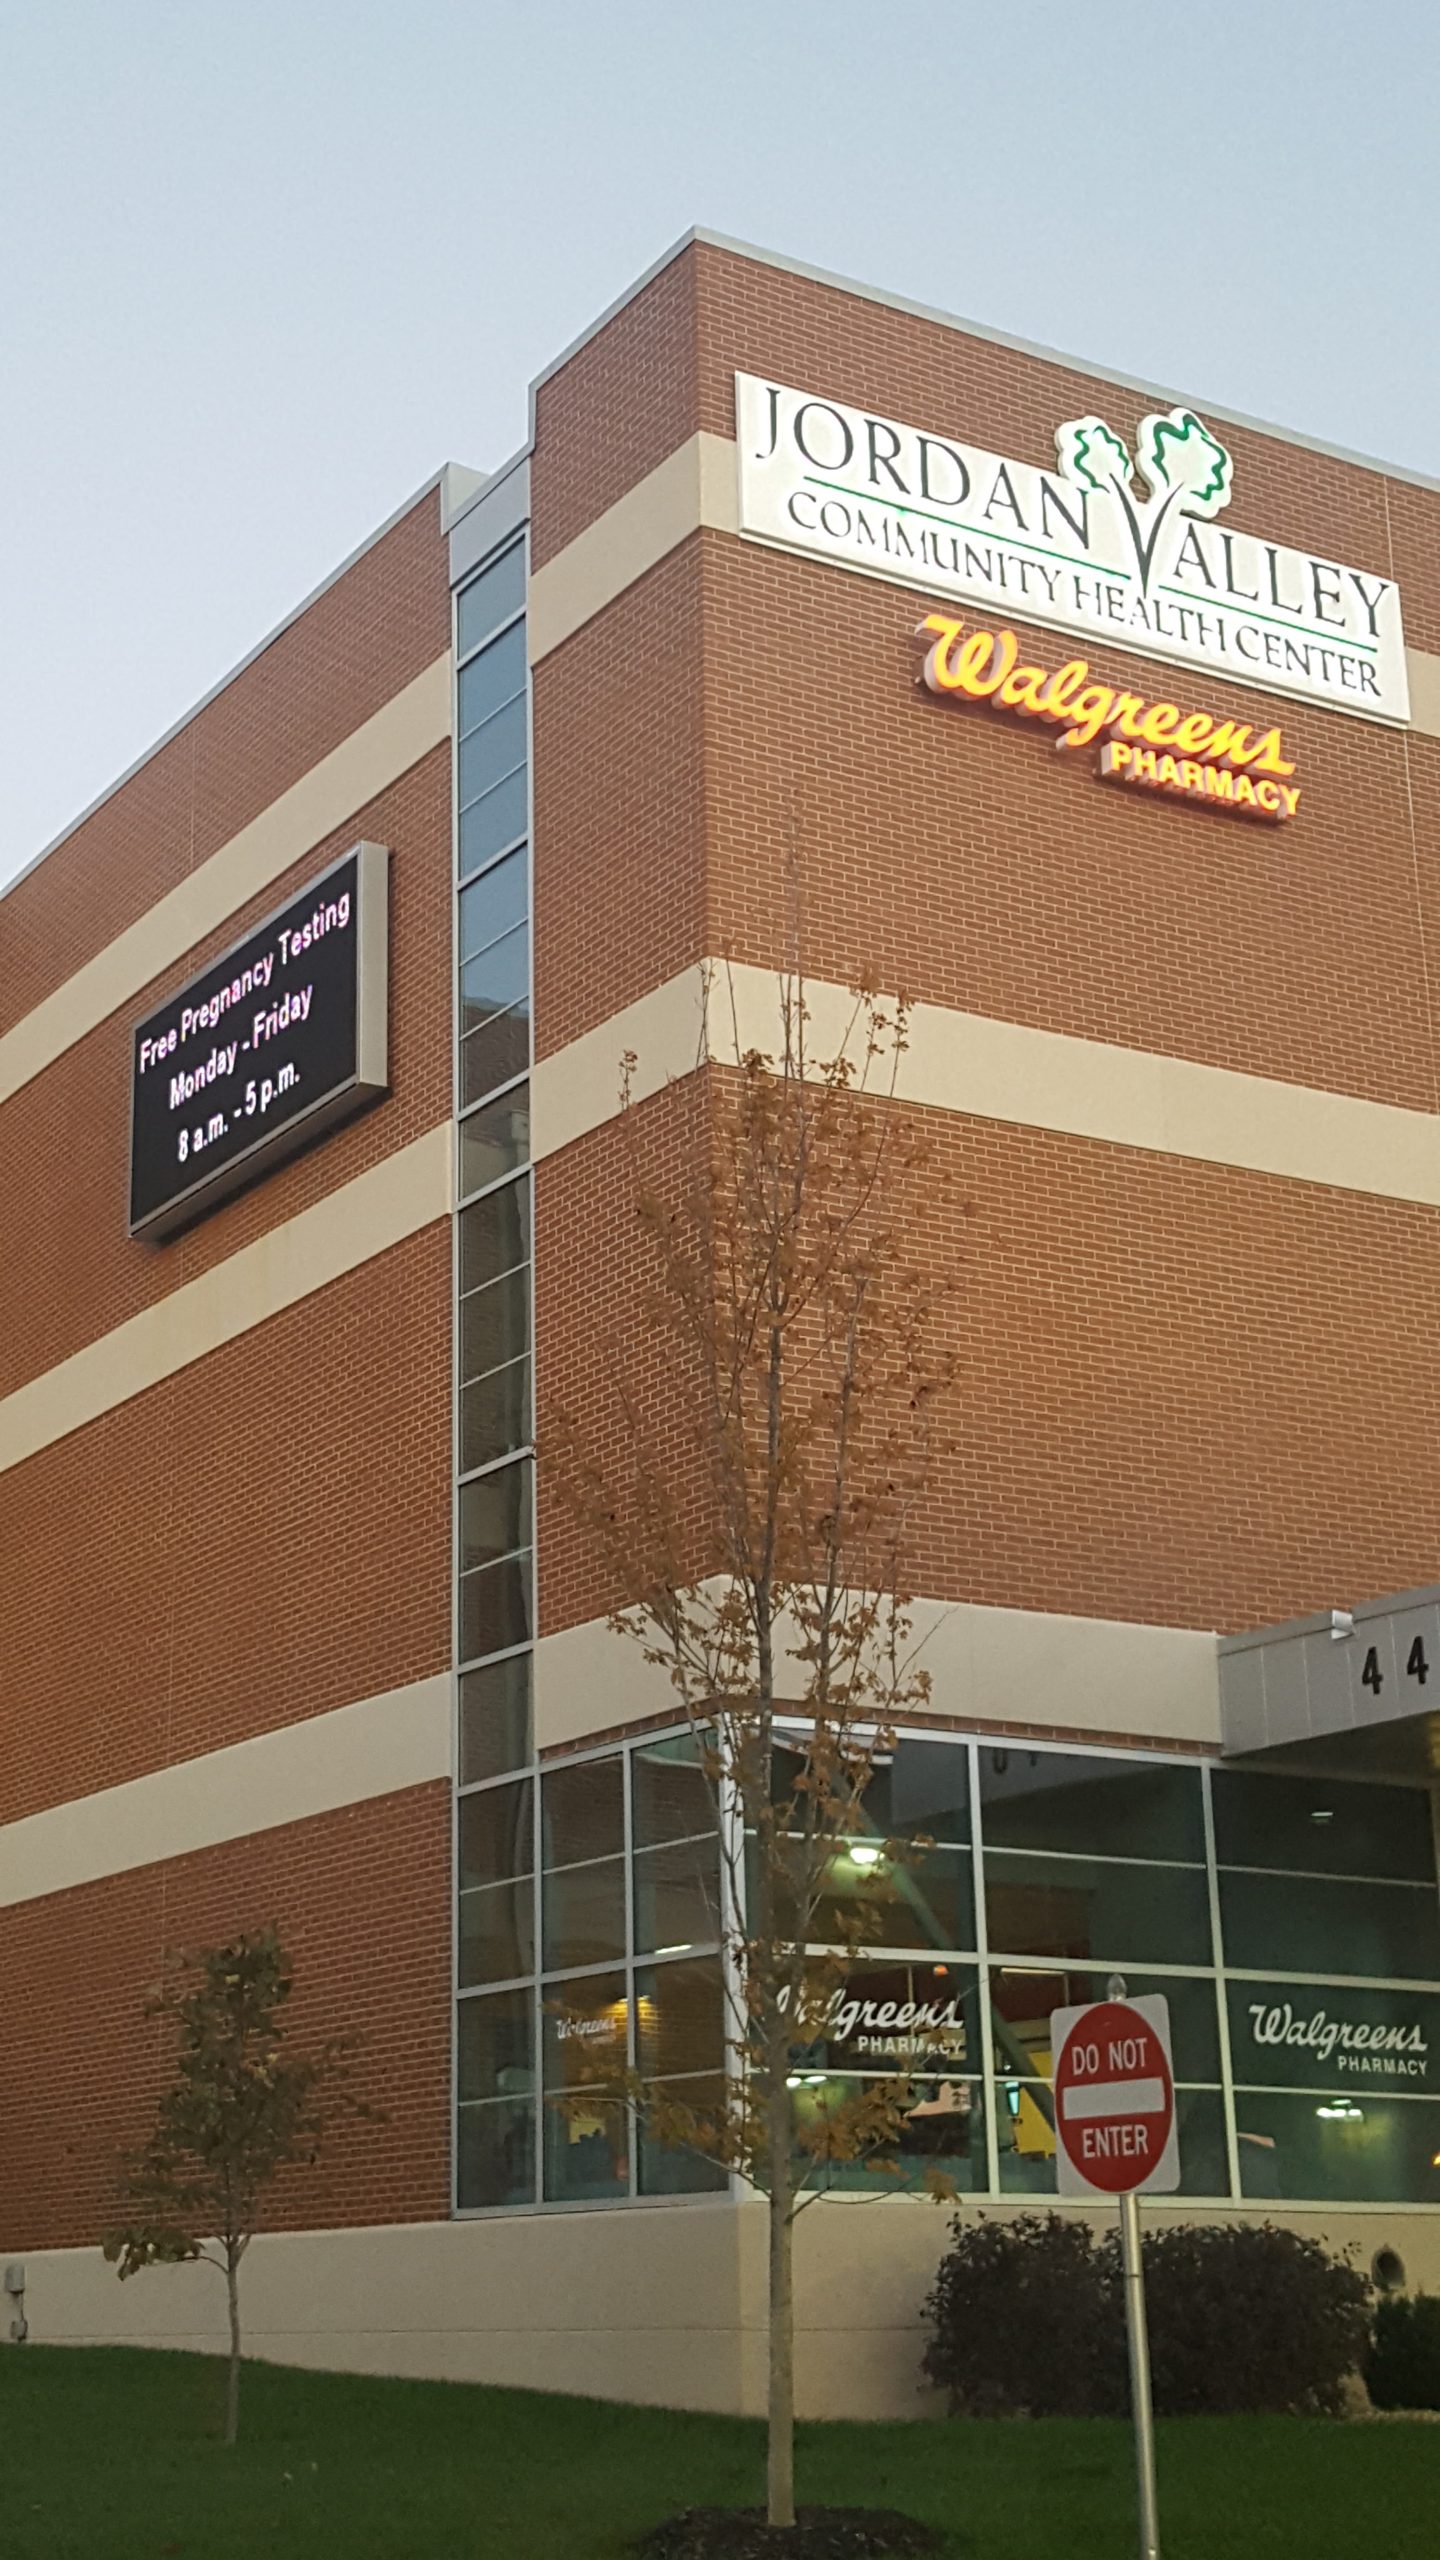 JORDAN VALLEY
COMMUNITY HEALTH CENTER
Walgreens
PHARMACY
Free Pregnancy Testing
Monday - Friday
8 a.m. - 5 p.m.
44
Walgreens
Walgreens
PHARMACY
Walgreens
PHARMACY
DO NOT
ENTER